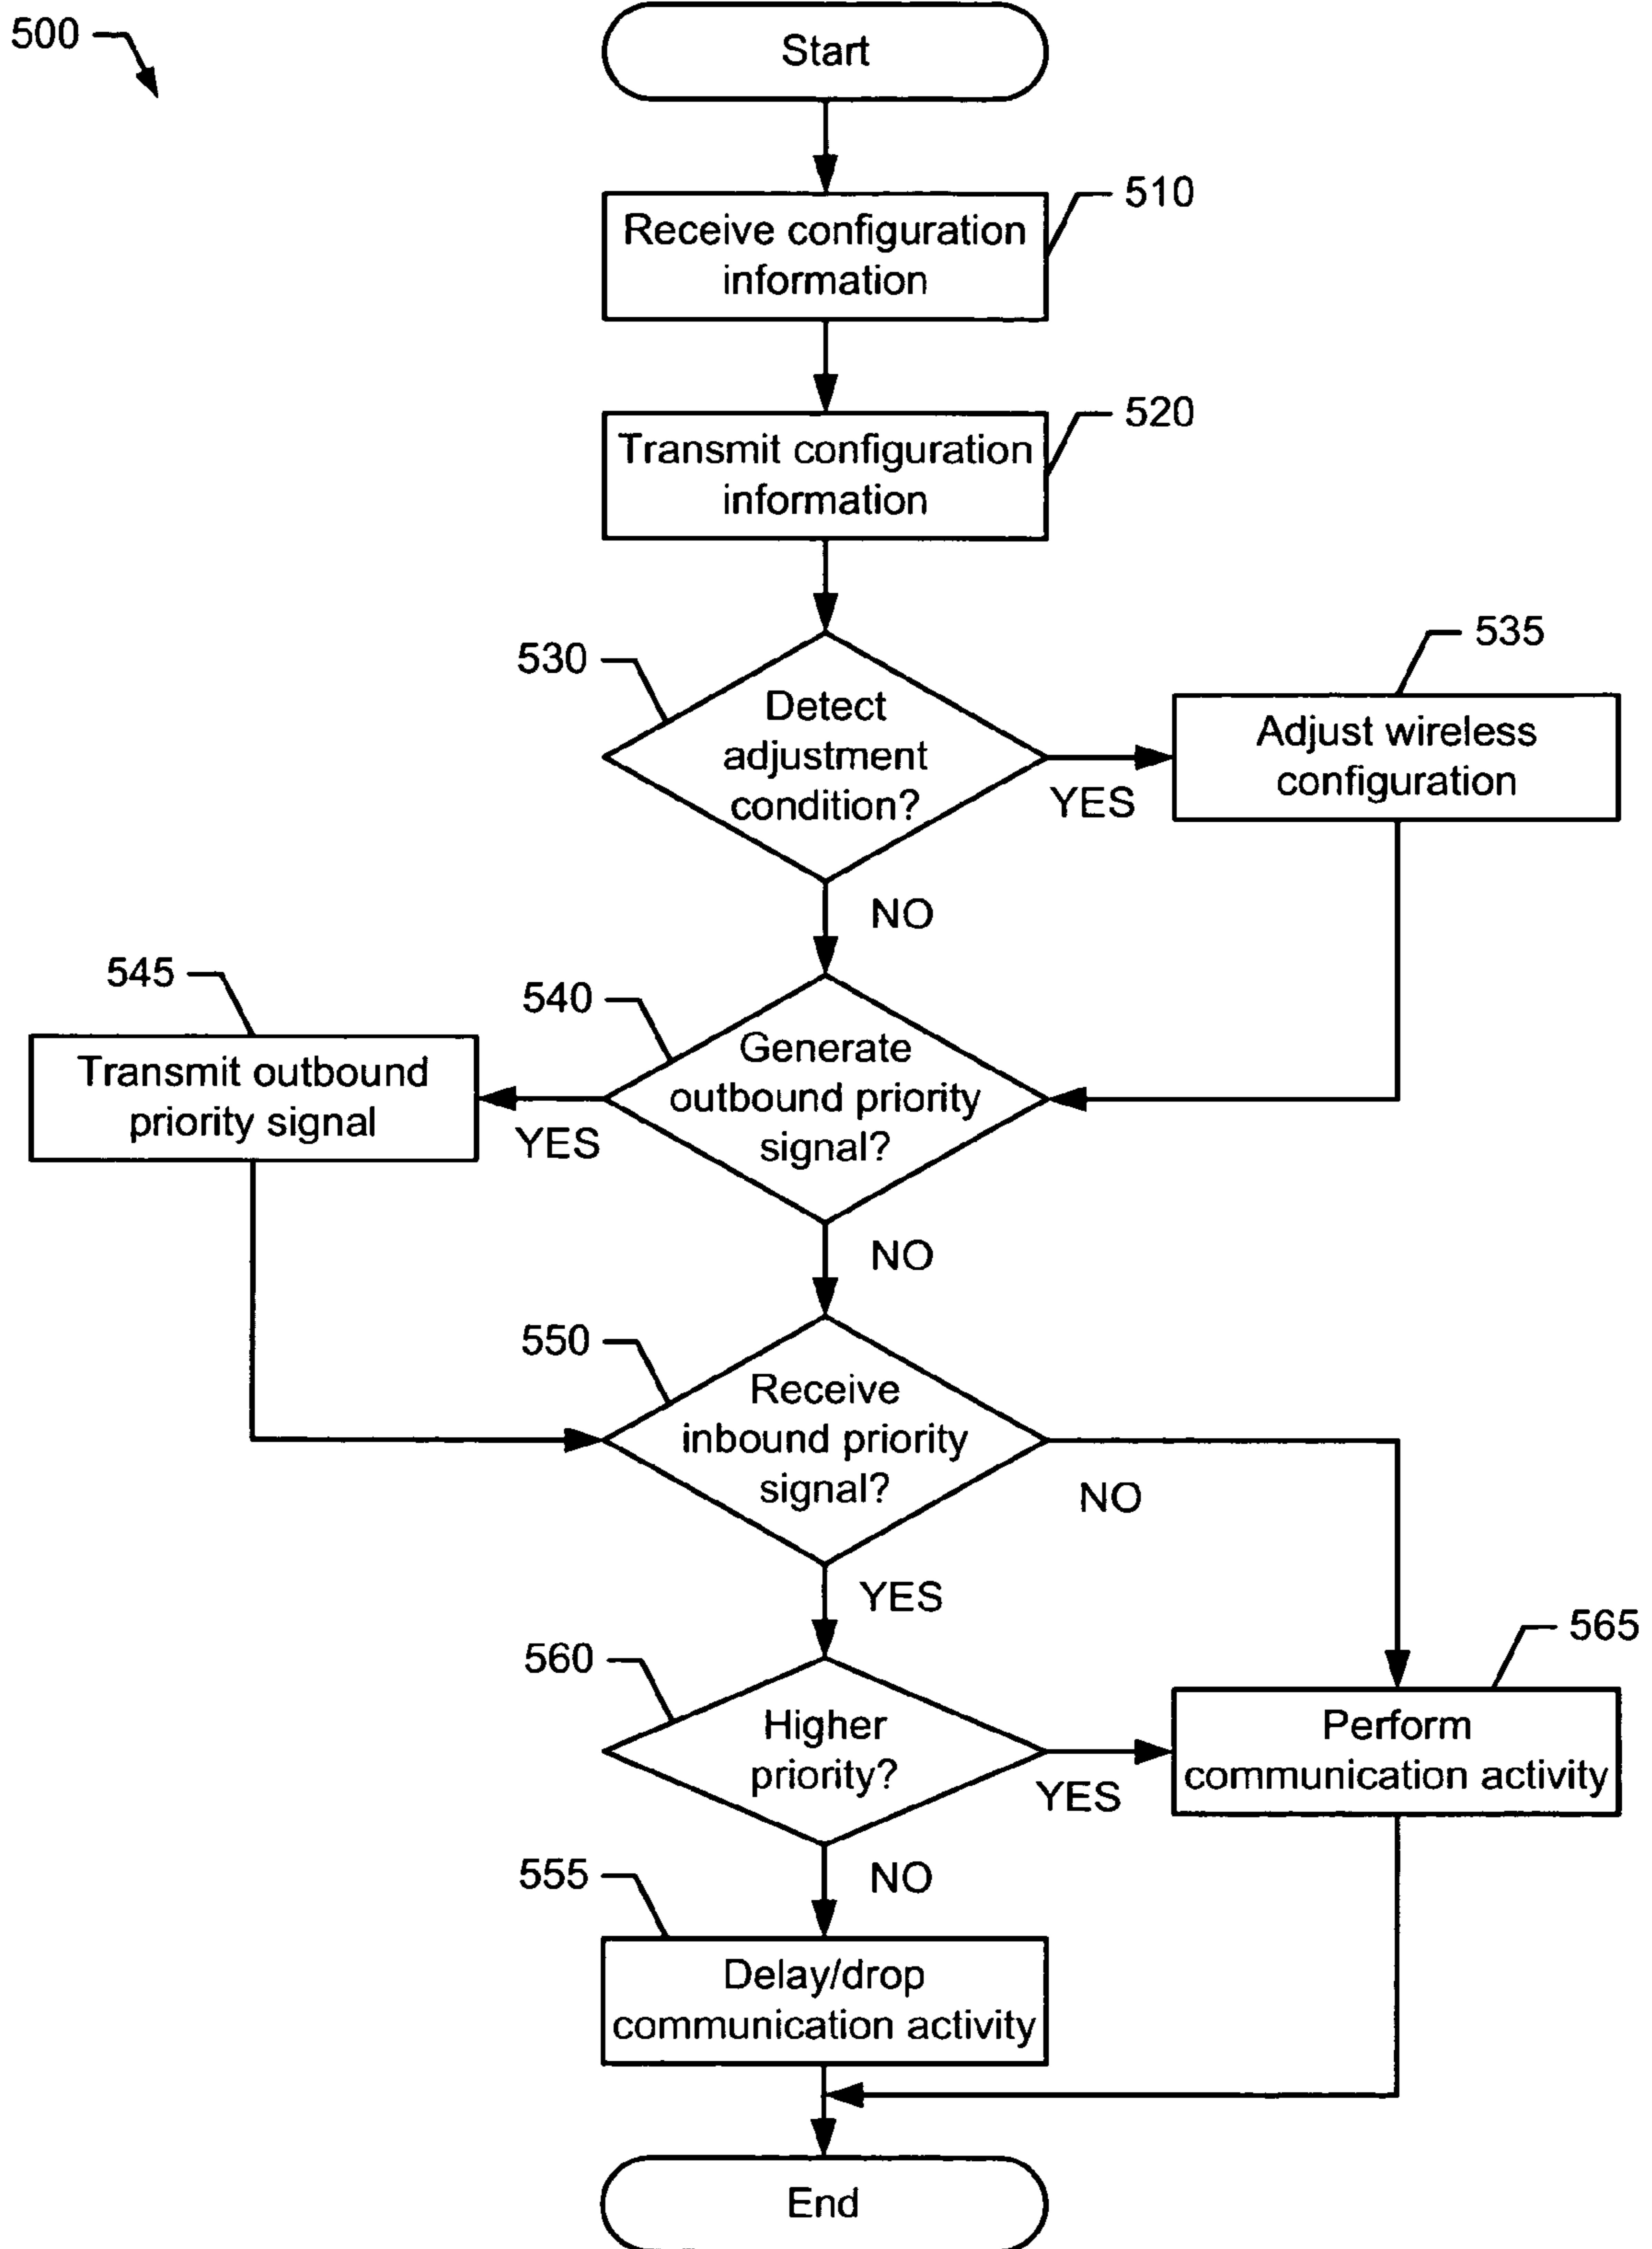 500
Start
510
Receive configuration
information
520
Transmit configuration
information
530
Detect
adjustment
condition?
YES
535
Adjust wireless
configuration
NO
545
Transmit outbound
priority signal
540
Generate
outbound priority
signal?
YES
NO
550
Receive
inbound priority
signal?
NO
YES
560
Higher
priority?
YES
565
Perform
communication activity
NO
555
Delay/drop
communication activity
End